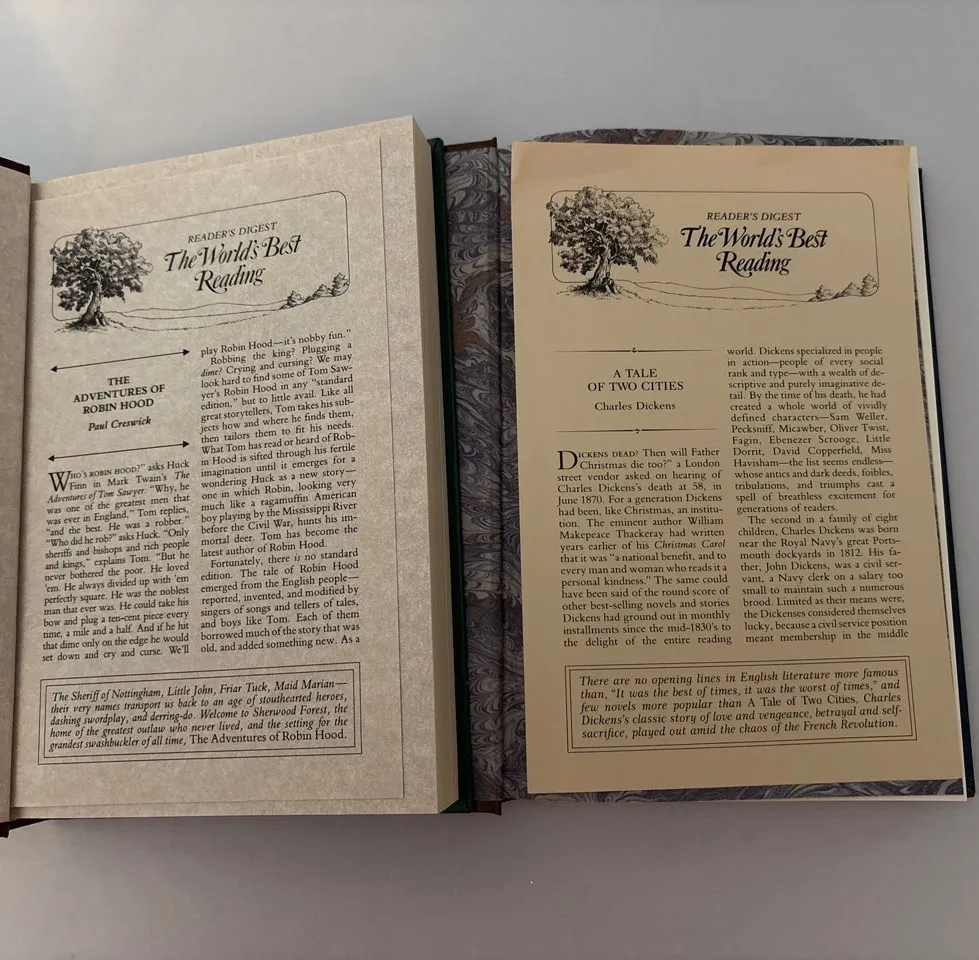 READER'S DIGEST
The World's Best
Reading
THE
ADVENTURES OF
ROBIN HOOD
Paul Creswick
WHO'S ROBIN HOOD?" asks Huck
Finn in Mark Twain's The
Adventures of Tom Sawyer. "Why, he
was one of the greatest men that
was ever in England," Tom replies,
"and the best. He was a robber."
"Who did he rob?" asks Huck. "Only
sheriffs and bishops and rich people
and kings," explains Tom. "But he
never bothered the poor. He loved
'em. He always divided up with 'em
perfectly square. He was the noblest
man that ever was. He could take his
bow and plug a ten-cent piece every
time, a mile and a half. And if he hit
that dime only on the edge he would
set down and cry and curse. We'll
play Robin Hood—it's nobby fun."
Robbing the king? Plugging a
dime? Crying and cursing? We may
look hard to find some of Tom Saw-
yer's Robin Hood in any "standard
edition," but to little avail. Like all
great storytellers, Tom takes his sub-
jects how and where he finds them,
then tailors them to fit his needs.
What Tom has read or heard of Rob-
in Hood is sifted through his fertile
imagination until it emerges for a
wondering Huck as a new story—
one in which Robin, looking very
much like a ragamuffin American
boy playing by the Mississippi River
before the Civil War, hunts his im-
mortal dime. Tom has become the
latest author of Robin Hood.
Fortunately, there is no standard
edition. The tale of Robin Hood
emerged from the English people—
reported, invented, and modified by
singers of songs and tellers of tales,
and boys like Tom. Each of them
borrowed much of the story that was
old, and added something new. As a
The Sheriff of Nottingham, Little John, Friar Tuck, Maid Marian—
their very names transport us back to an age of stouthearted heroes,
dashing swordplay, and derring-do. Welcome to Sherwood Forest, the
home of the greatest outlaw who never lived, and the setting for the
grandest swashbuckler of all time, The Adventures of Robin Hood.
READER'S DIGEST
The World's Best
Reading
A TALE
OF TWO CITIES
Charles Dickens
DICKENS DEAD? Then will Father
Christmas die too?" a London
street vendor asked on hearing of
Charles Dickens's death at 58, in
June 1870. For a generation Dickens
had been, like Christmas, an institu-
tion. The eminent author William
Makepeace Thackeray had written
years earlier of his Christmas Carol
that it was "a national benefit, and to
every man and woman who reads it a
personal kindness." The same could
have been said of the round score of
other best-selling novels and stories
Dickens had ground out in monthly
installments since the mid-1830's to
the delight of the entire reading
world. Dickens specialized in people
in action—people of every social
rank and type—with a wealth of de-
scriptive and purely imaginative de-
tail. By the time of his death, he had
created a whole world of vividly
defined characters—Sam Weller,
Pecksniff, Micawber, Oliver Twist,
Fagin, Ebenezer Scrooge, Little
Dorrit, David Copperfield, Miss
Havisham—the list seems endless—
whose antics and dark deeds, foibles,
tribulations, and triumphs cast a
spell of breathless excitement for
generations of readers.
The second in a family of eight
children, Charles Dickens was born
near the Royal Navy's great Ports-
mouth dockyards in 1812. His fa-
ther, John Dickens, was a civil ser-
vant, a Navy clerk on a salary too
small to maintain such a numerous
brood. Limited as their means were,
the Dickenses considered themselves
lucky, because a civil service position
meant membership in the middle
There are no opening lines in English literature more famous
than, "It was the best of times, it was the worst of times," and
few novels more popular than A Tale of Two Cities, Charles
Dickens's classic story of love and vengeance, betrayal and self-
sacrifice, played out amid the chaos of the French Revolution.